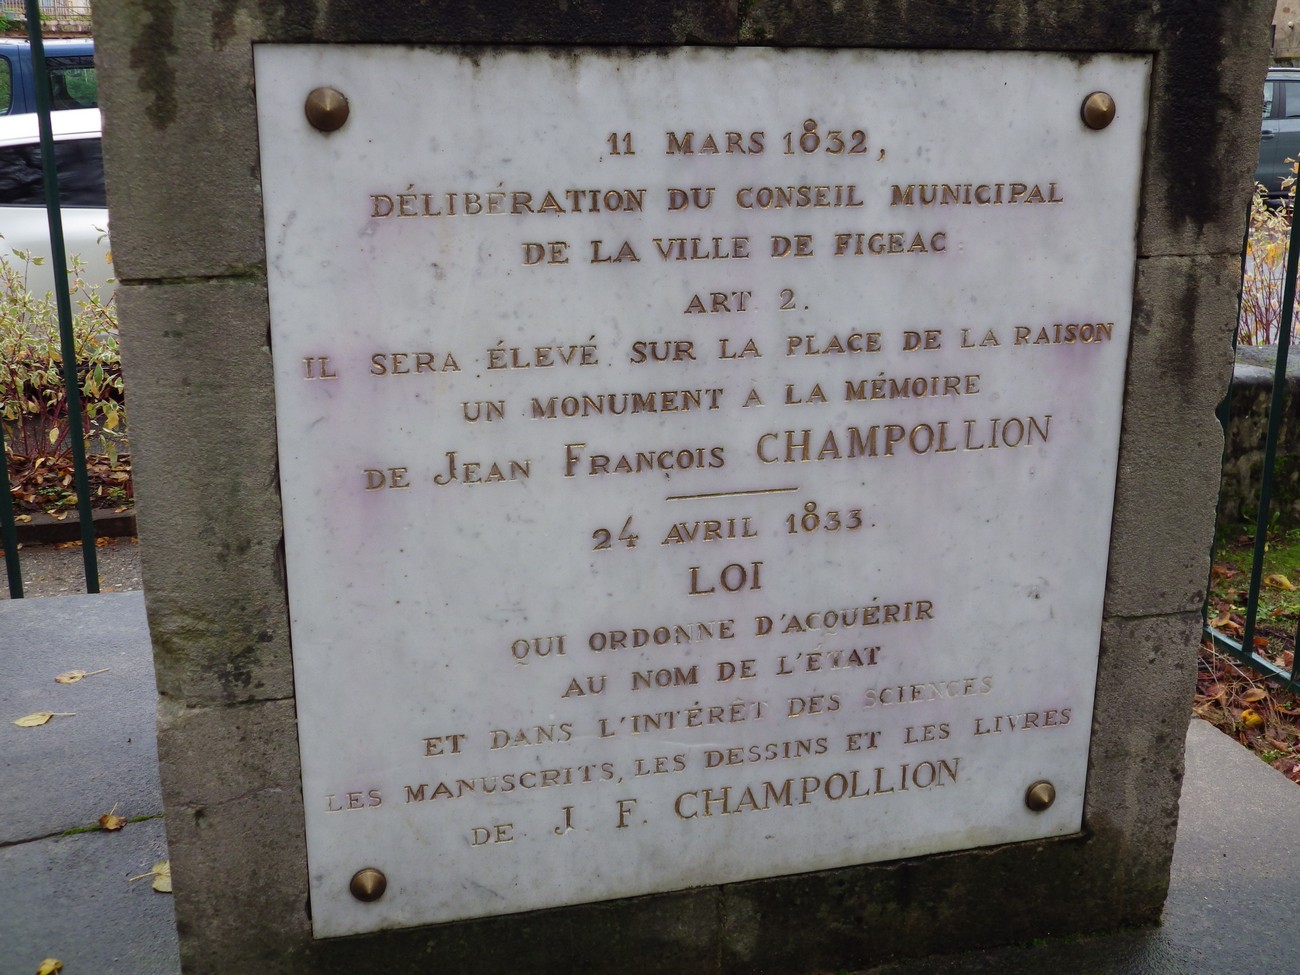 11 MARS 1832,
DÉLIBÉRATION DU CONSEIL MUNICIPAL
DE LA VILLE DE FIGEAC
ART 2.
IL SERA ÉLEVÉ SUR LA PLACE DE LA RAISON
UN MONUMENT A LA MÉMOIRE
DE JEAN FRANÇOIS CHAMPOLLION
24 AVRIL 1833.
LOI
QUI ORDONNE D'ACQUÉRIR
AU NOM DE L'ETAT
ET DANS L'INTÉRÊT DES SCIENCES
LES MANUSCRITS, LES DESSINS ET LES LIVRES
DE J. F. CHAMPOLLION